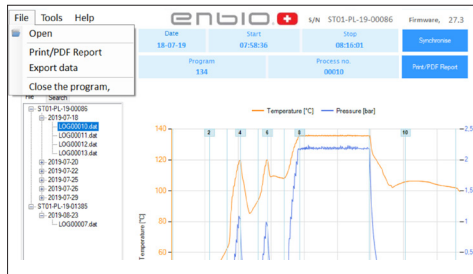 File Tools Help
enbio
S/N ST01-PL-19-00086 Firmware, 27.3
Open
Print/PDF Report
Export data
Close the program,
Date
18-07-19
Start
07:58:36
Stop
08:16:01
Synchronise
Program
134
Process no.
00010
Print/PDF Report
File Search
ST01-PL-19-00086
2019-07-18
LOG00010.dat
LOG00011.dat
LOG00012.dat
LOG00013.dat
2019-07-20
2019-07-22
2019-07-25
2019-07-26
2019-07-29
ST01-PL-19-01385
2019-08-23
LOG00007.dat
Temperature [°C] Pressure [bar]
2 4 6 8 10
140
120
100
80
60
Temperature [°C]
2.5
2
1.5
1
0.5